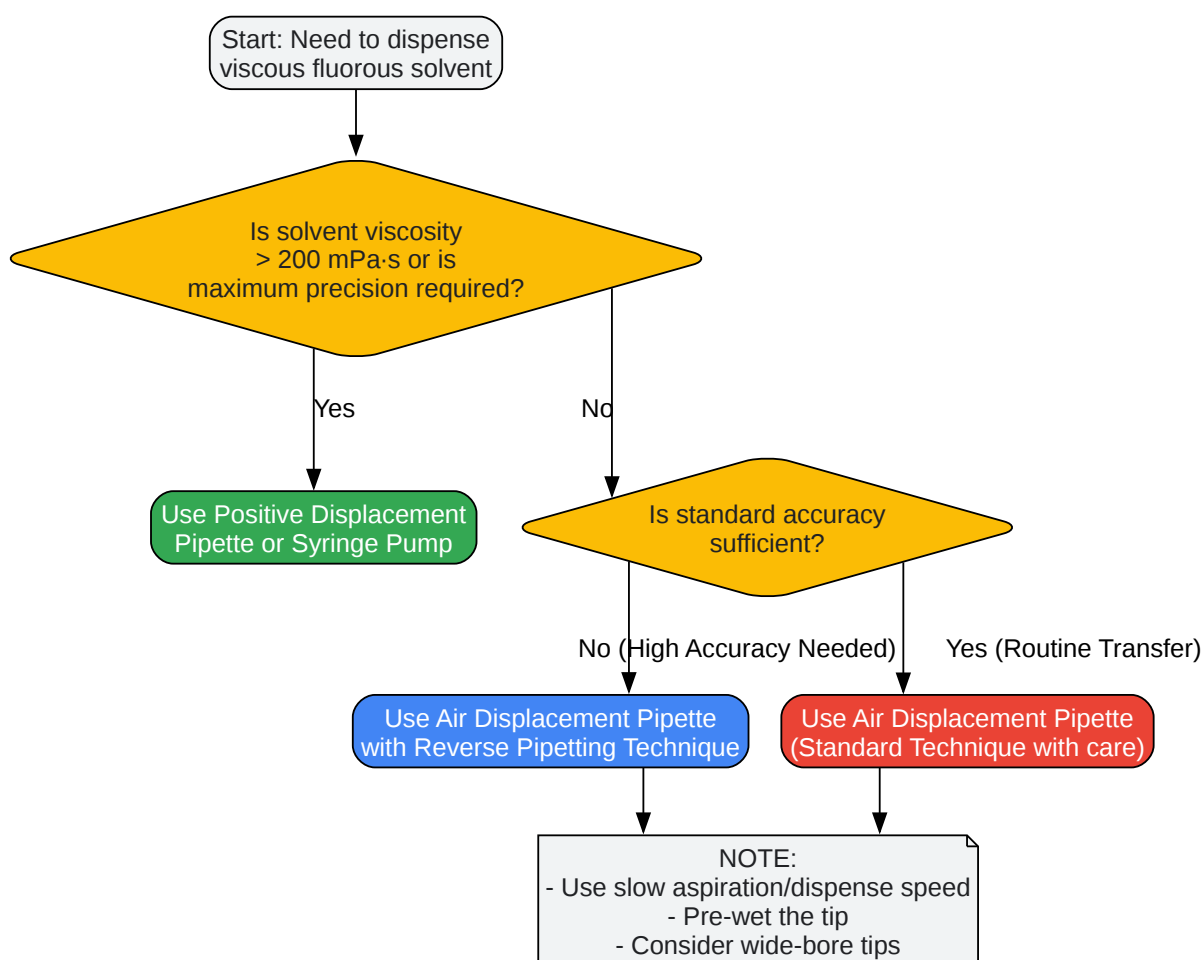 Start: Need to dispense
viscous fluorous solvent
Is solvent viscosity
> 200 mPa·s or is
maximum precision required?
Yes
No
Use Positive Displacement
Pipette or Syringe Pump
Is standard accuracy
sufficient?
No (High Accuracy Needed)
Yes (Routine Transfer)
Use Air Displacement Pipette
with Reverse Pipetting Technique
Use Air Displacement Pipette
(Standard Technique with care)
NOTE:
- Use slow aspiration/dispense speed
- Pre-wet the tip
- Consider wide-bore tips